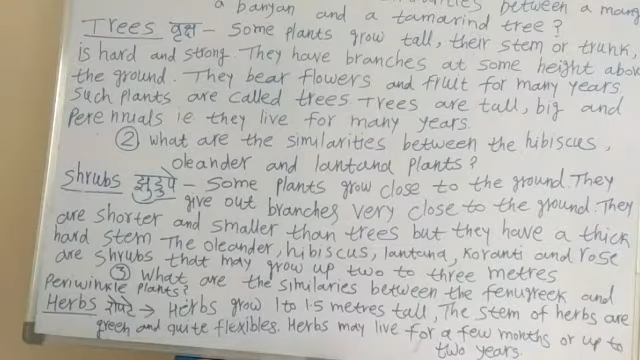 a banyan and a tamarind tree?
Trees वृक्ष - Some plants grow tall, their stem or trunk,
is hard and strong. They have branches at some height above
the ground. They bear flowers and fruit for many years
such plants are called trees. Trees are tall, big and
perennuals ie they live for many years.
② What are the similarities between the hibiscus,
oleander and lantana plants?
Shrubs झुडुपे - Some plants grow close to the ground. They
give out branches very close to the ground. They
are shorter and smaller than trees but they have a thick
hard stem The oleander, hibiscus, lantana, Koranti and rose
are shrubs that may grow up two to three metres
③ What are the similaries between the fenugreek and
periwinkle plants?
Herbs रोपटे → Herbs grow 1 to 1.5 metres tall, The stem of herbs are
green and quite flexibles. Herbs may live for a few months or up to
two years.